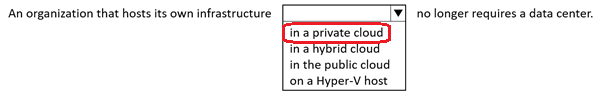 An organization that hosts its own infrastructure no longer requires a data center.
in a private cloud
in a hybrid cloud
in the public cloud
on a Hyper-V host